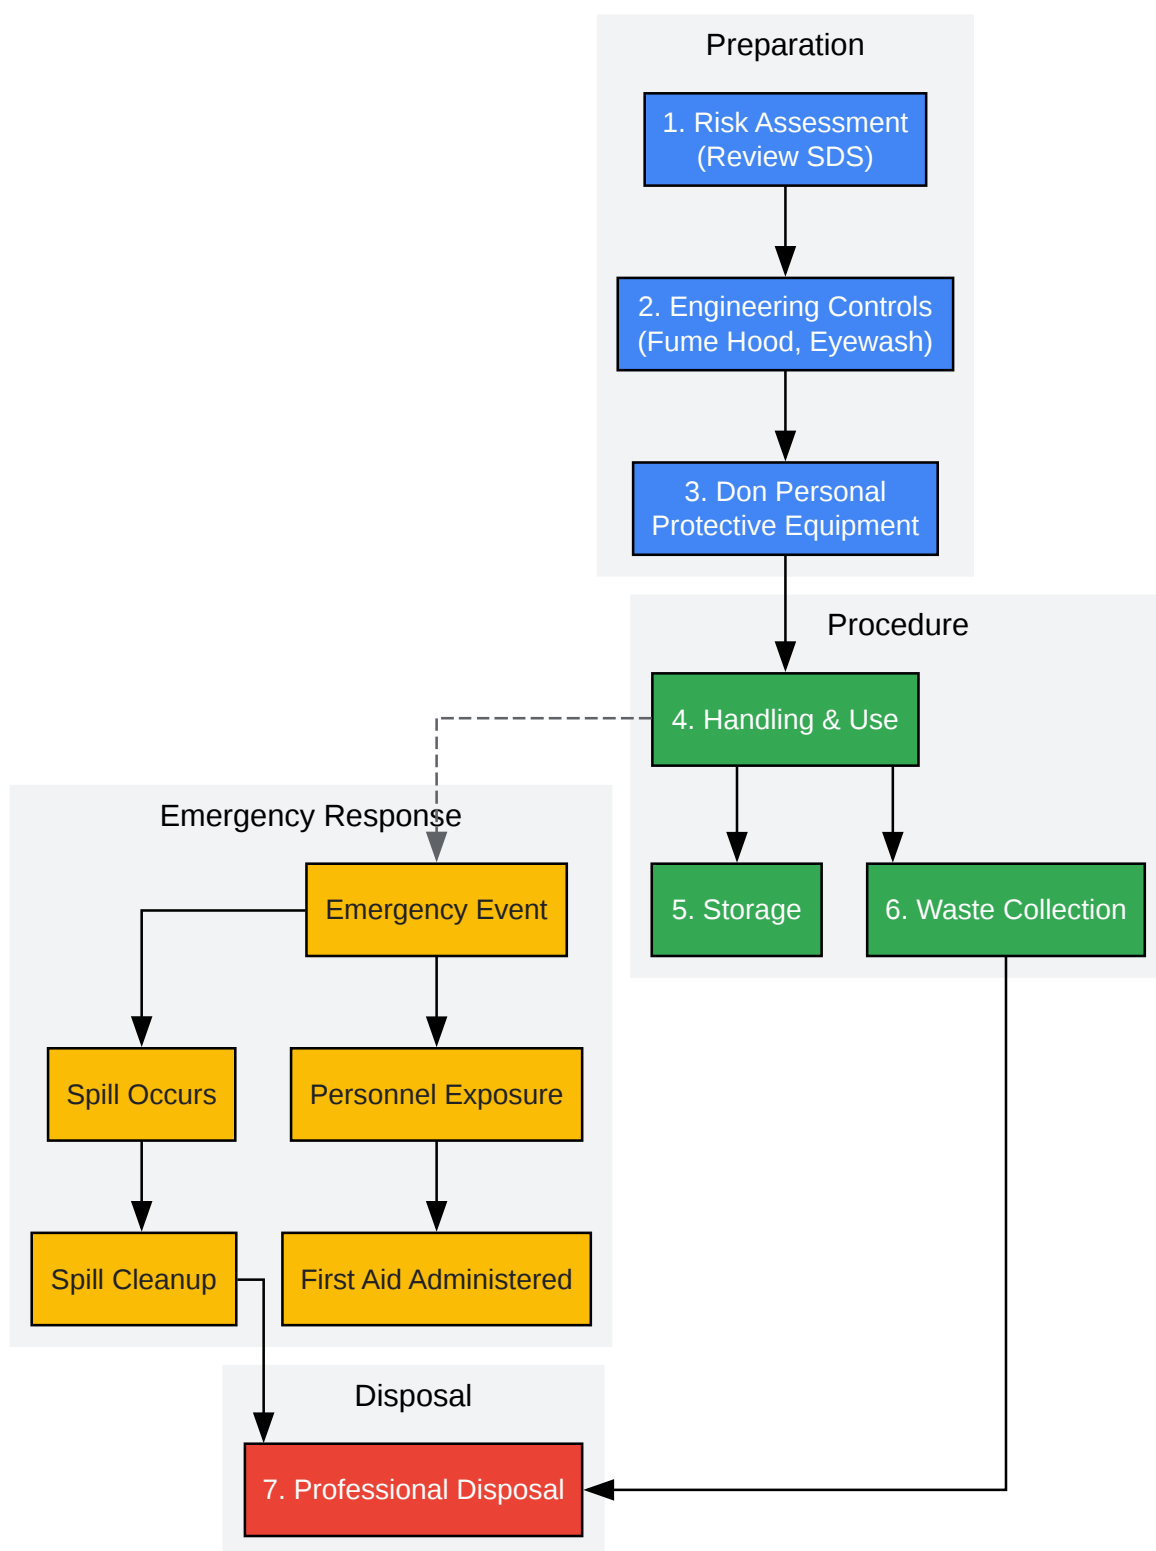 Preparation
1. Risk Assessment
(Review SDS)
2. Engineering Controls
(Fume Hood, Eyewash)
3. Don Personal
Protective Equipment
Procedure
4. Handling & Use
5. Storage
6. Waste Collection
Emergency Response
Emergency Event
Spill Occurs
Personnel Exposure
Spill Cleanup
First Aid Administered
Disposal
7. Professional Disposal